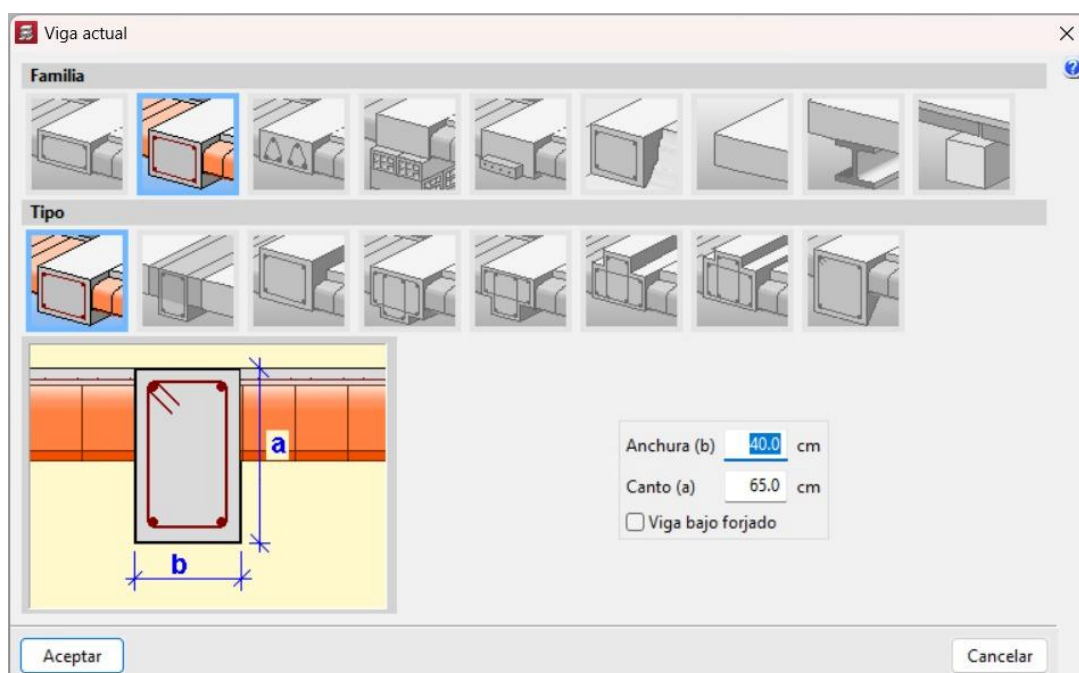 Viga actual
Familia
Tipo
a
b
Anchura (b) 40.0 cm
Canto (a) 65.0 cm
Viga bajo forjado
Aceptar
Cancelar